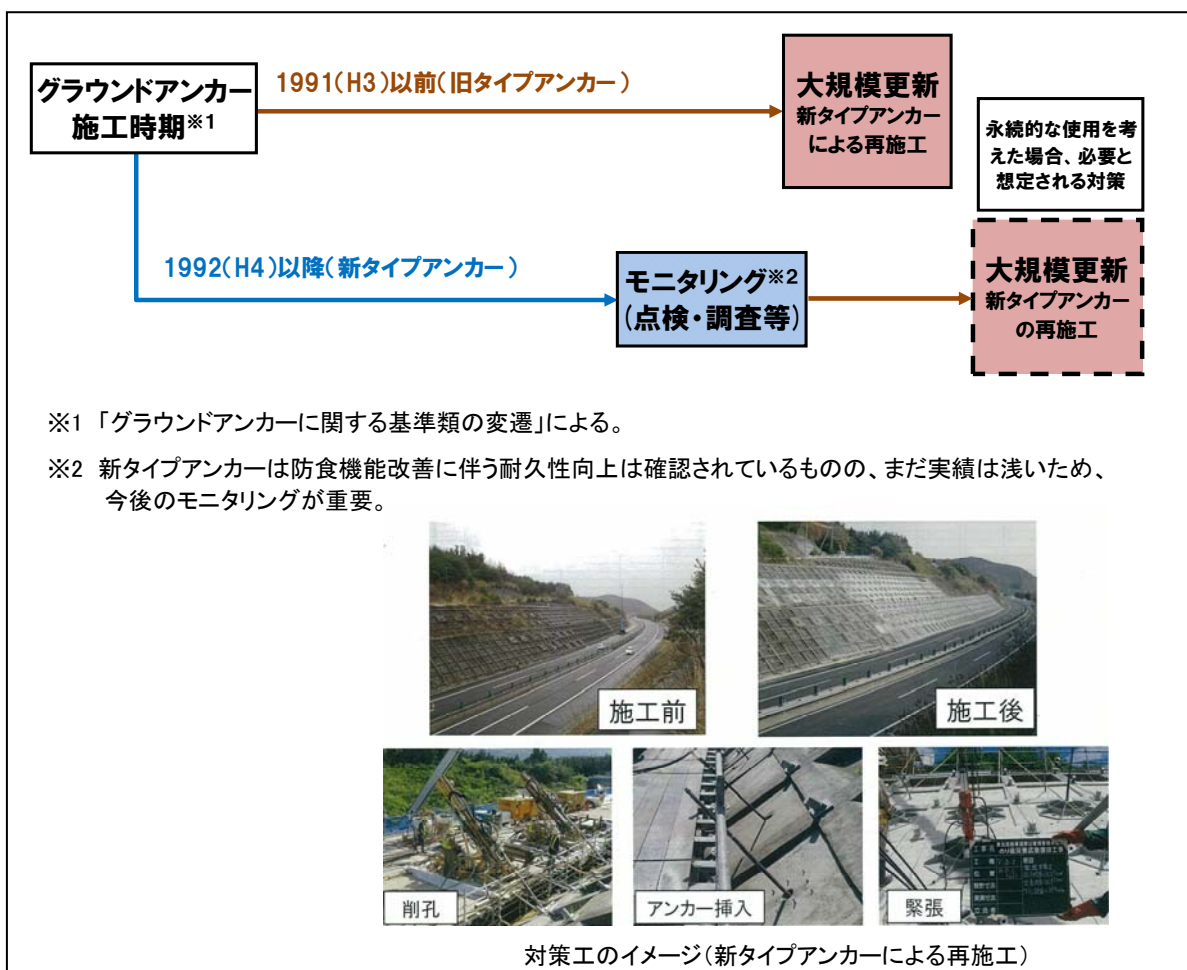 グラウンドアンカー
施工時期※1
1991(H3)以前(旧タイプアンカー)
大規模更新
新タイプアンカー
による再施工
永続的な使用を考
えた場合、必要と
想定される対策
1992(H4)以降(新タイプアンカー)
モニタリング※2
(点検・調査等)
大規模更新
新タイプアンカー
の再施工
※1 「グラウンドアンカーに関する基準類の変遷」による。
※2 新タイプアンカーは防食機能改善に伴う耐久性向上は確認されているものの、まだ実績は浅いため、
今後のモニタリングが重要。
施工前
施工後
削孔
アンカー挿入
緊張
対策工のイメージ(新タイプアンカーによる再施工)